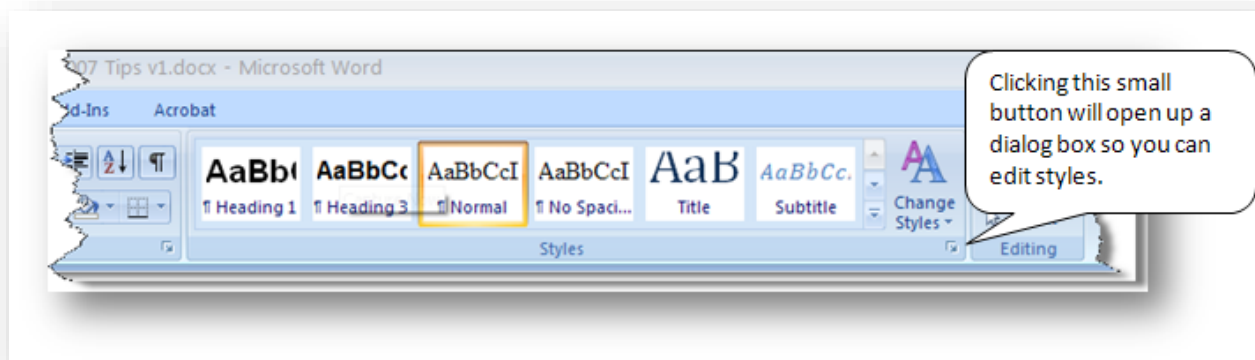 007 Tips v1.docx - Microsoft Word
Clicking this small
button will open up a
dialog box so you can
edit styles.
dd-Ins Acrobat
AaBb( AaBbCc AaBbCcI AaBbCcI AaB AaBbCc.
¶ Heading 1 ¶ Heading 3 ¶ Normal ¶ No Spaci... Title Subtitle
Change
Styles
Styles
Editing